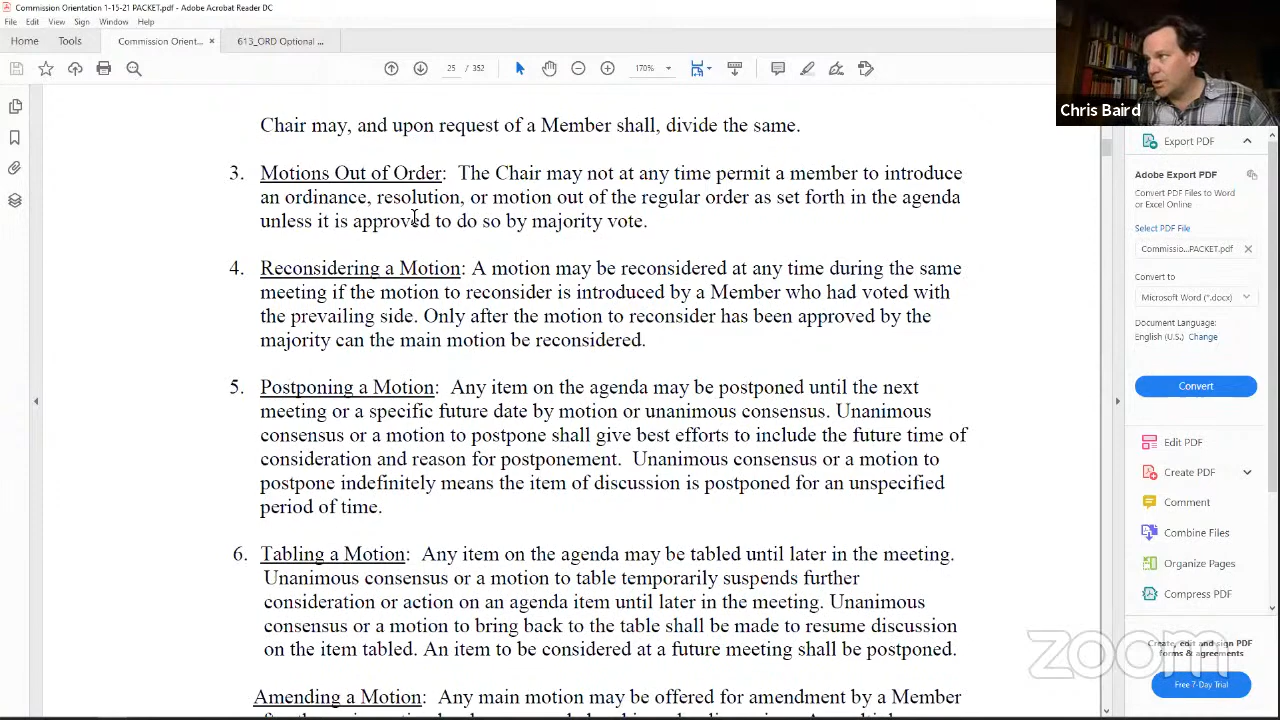 Commission Orientation 1-15-21 PACKET.pdf - Adobe Acrobat Reader DC
File Edit View Sign Window Help
Home Tools Commission Orient... × 613_ORD Optional ...
25 / 352 170%
Chris Baird
Chair may, and upon request of a Member shall, divide the same.
3. Motions Out of Order: The Chair may not at any time permit a member to introduce
an ordinance, resolution, or motion out of the regular order as set forth in the agenda
unless it is approved to do so by majority vote.
4. Reconsidering a Motion: A motion may be reconsidered at any time during the same
meeting if the motion to reconsider is introduced by a Member who had voted with
the prevailing side. Only after the motion to reconsider has been approved by the
majority can the main motion be reconsidered.
5. Postponing a Motion: Any item on the agenda may be postponed until the next
meeting or a specific future date by motion or unanimous consensus. Unanimous
consensus or a motion to postpone shall give best efforts to include the future time of
consideration and reason for postponement. Unanimous consensus or a motion to
postpone indefinitely means the item of discussion is postponed for an unspecified
period of time.
6. Tabling a Motion: Any item on the agenda may be tabled until later in the meeting.
Unanimous consensus or a motion to table temporarily suspends further
consideration or action on an agenda item until later in the meeting. Unanimous
consensus or a motion to bring back to the table shall be made to resume discussion
on the item tabled. An item to be considered at a future meeting shall be postponed.
Amending a Motion: Any main motion may be offered for amendment by a Member
Export PDF
Adobe Export PDF
Convert PDF Files to Word
or Excel Online
Select PDF File
Commissio...PACKET.pdf ×
Convert to
Microsoft Word (*.docx)
Document Language:
English (U.S.) Change
Convert
Edit PDF
Create PDF
Comment
Combine Files
Organize Pages
Compress PDF
Create, edit and sign PDF
forms & agreements
Free 7-Day Trial
zoom